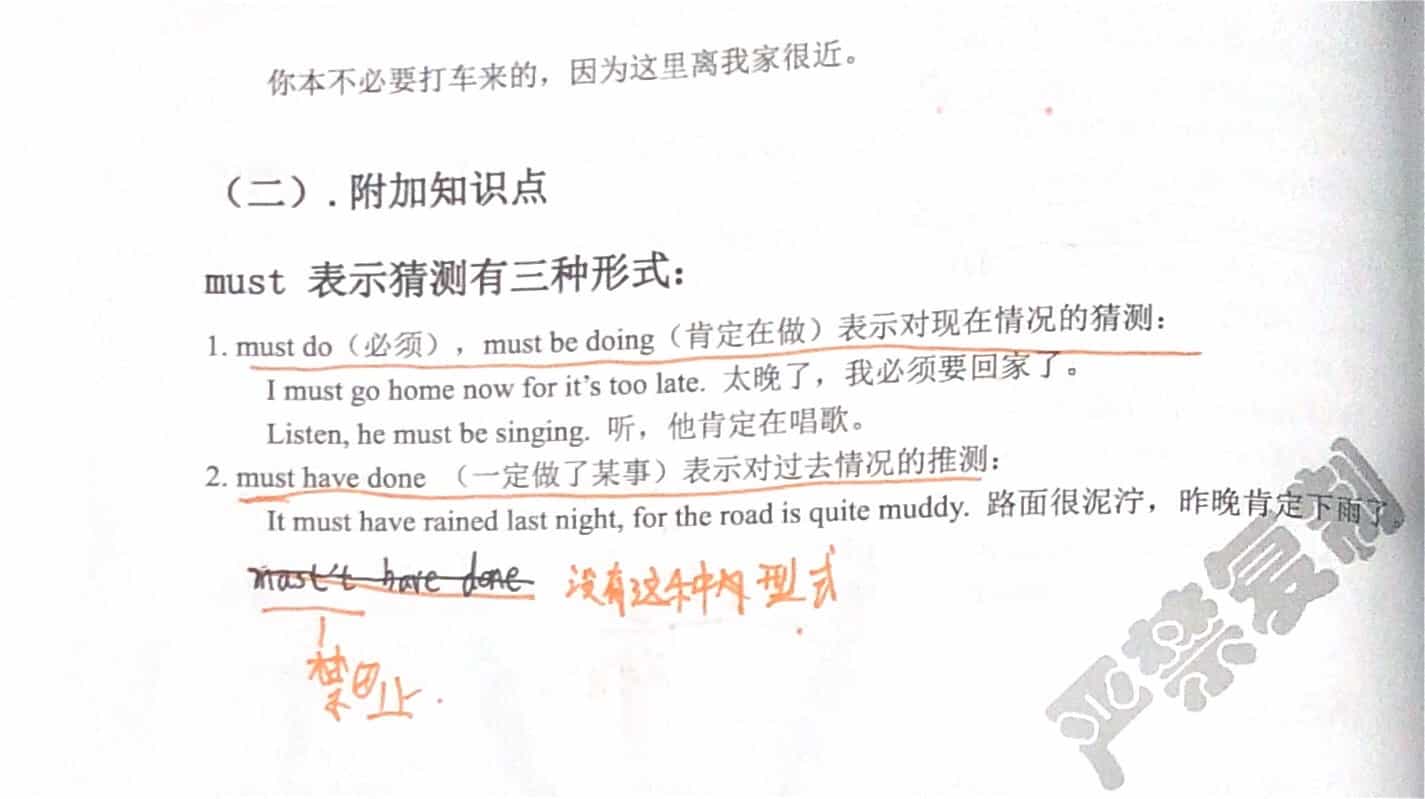 你本不必要打车来的，因为这里离我家很近。
（二）.附加知识点
must 表示猜测有三种形式：
1. must do（必须），must be doing（肯定在做）表示对现在情况的猜测：
I must go home now for it's too late. 太晚了，我必须要回家了。
Listen, he must be singing. 听，他肯定在唱歌。
2. must have done （一定做了某事）表示对过去情况的推测：
It must have rained last night, for the road is quite muddy. 路面很泥泞，昨晚肯定下雨了。
must't have done 没有这种 型式
禁止.
严禁复制